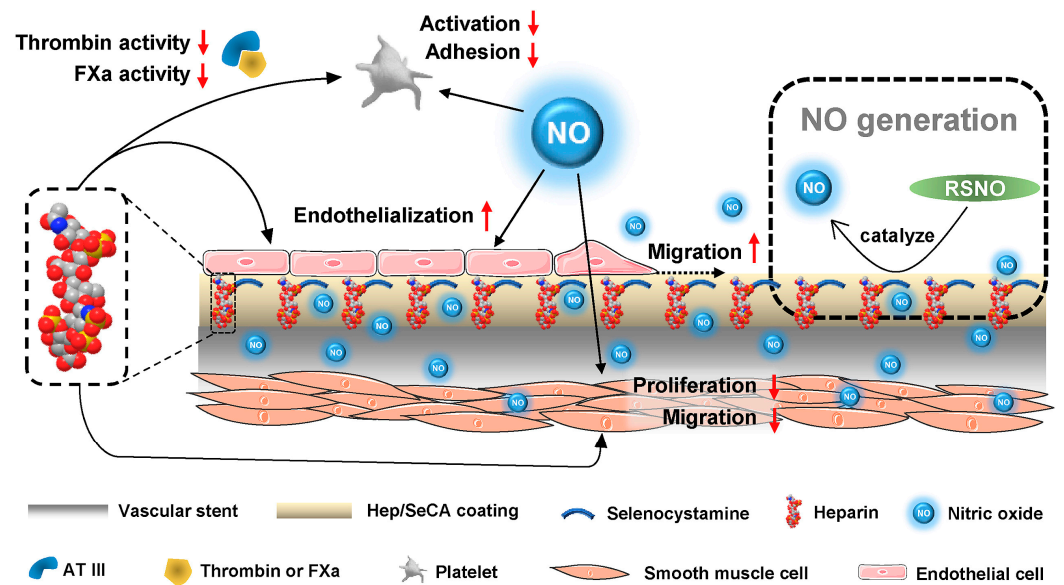 Activation
Adhesion
Thrombin activity
FXa activity
NO
NO generation
NO
RSNO
catalyze
Endothelialization
NO
NO
Migration
NO
NO
NO
NO
NO
NO
NO
NO
NO
NO
NO
NO
NO
NO
Proliferation
Migration
NO
NO
NO
Vascular stent
Hep/SeCA coating
Selenocystamine
Heparin
NO
Nitric oxide
AT III
Thrombin or FXa
Platelet
Smooth muscle cell
Endothelial cell